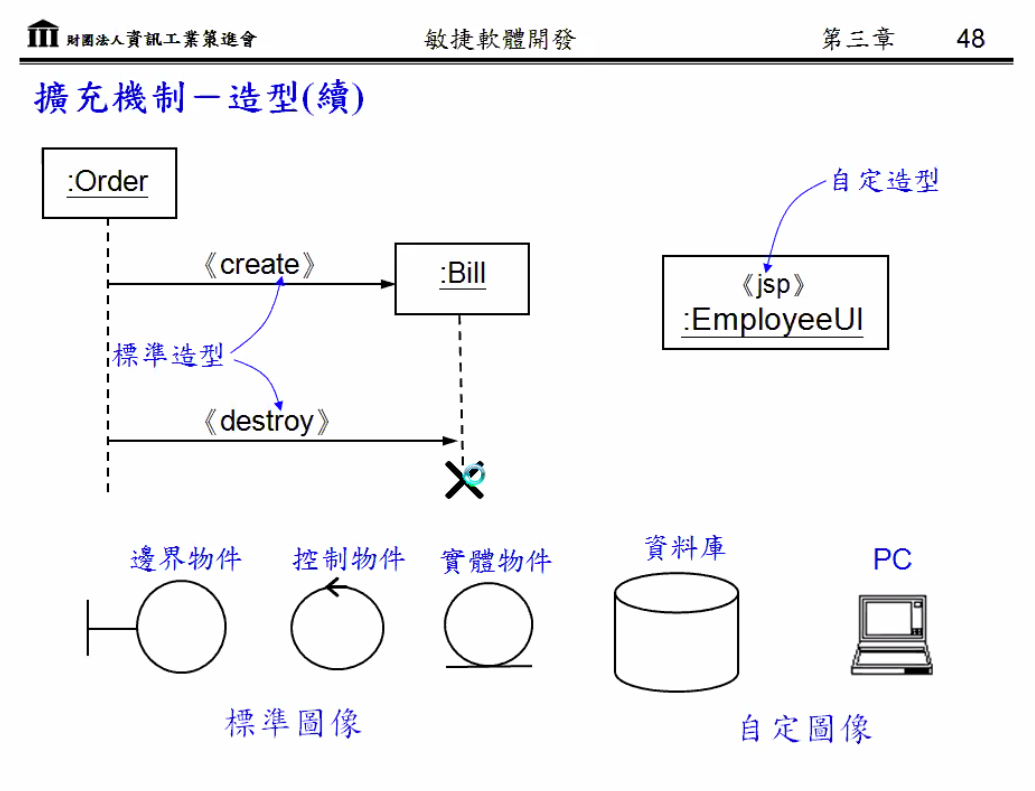 財團法人資訊工業策進會 敏捷軟體開發 第三章 48
擴充機制－造型(續)
:Order
自定造型
《create》
:Bill
《jsp》
:EmployeeUI
標準造型
《destroy》
邊界物件 控制物件 實體物件 資料庫 PC
標準圖像 自定圖像